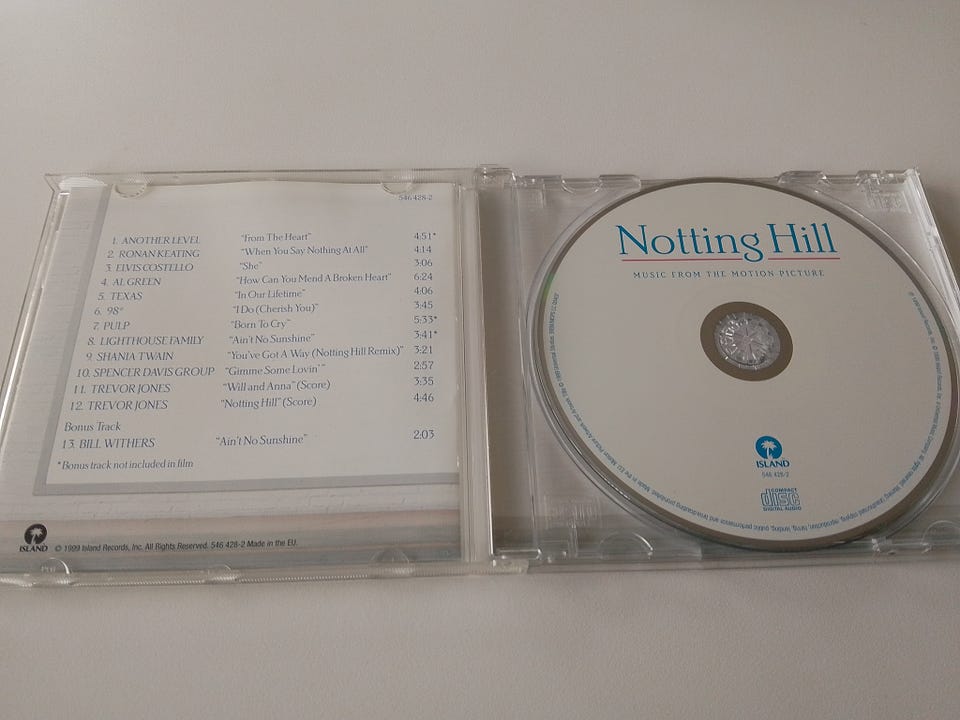 546 428-2
1. ANOTHER LEVEL "From The Heart" 4:51*
2. RONAN KEATING "When You Say Nothing At All" 4:14
3. ELVIS COSTELLO "She" 3:06
4. AL GREEN "How Can You Mend A Broken Heart" 6:24
5. TEXAS "In Our Lifetime" 4:06
6. 98° "I Do (Cherish You)" 3:45
7. PULP "Born To Cry" 5:33*
8. LIGHTHOUSE FAMILY "Ain't No Sunshine" 3:41*
9. SHANIA TWAIN "You've Got A Way (Notting Hill Remix)" 3:21
10. SPENCER DAVIS GROUP "Gimme Some Lovin'" 2:57
11. TREVOR JONES "Will and Anna" (Score) 3:35
12. TREVOR JONES "Notting Hill" (Score) 4:46
Bonus Track
13. BILL WITHERS "Ain't No Sunshine" 2:03
*Bonus track not included in film
ISLAND © 1999 Island Records, Inc. All Rights Reserved. 546 428-2 Made in the EU.
Notting Hill
MUSIC FROM THE MOTION PICTURE
ISLAND
546 428-2
COMPACT
disc
DIGITAL AUDIO